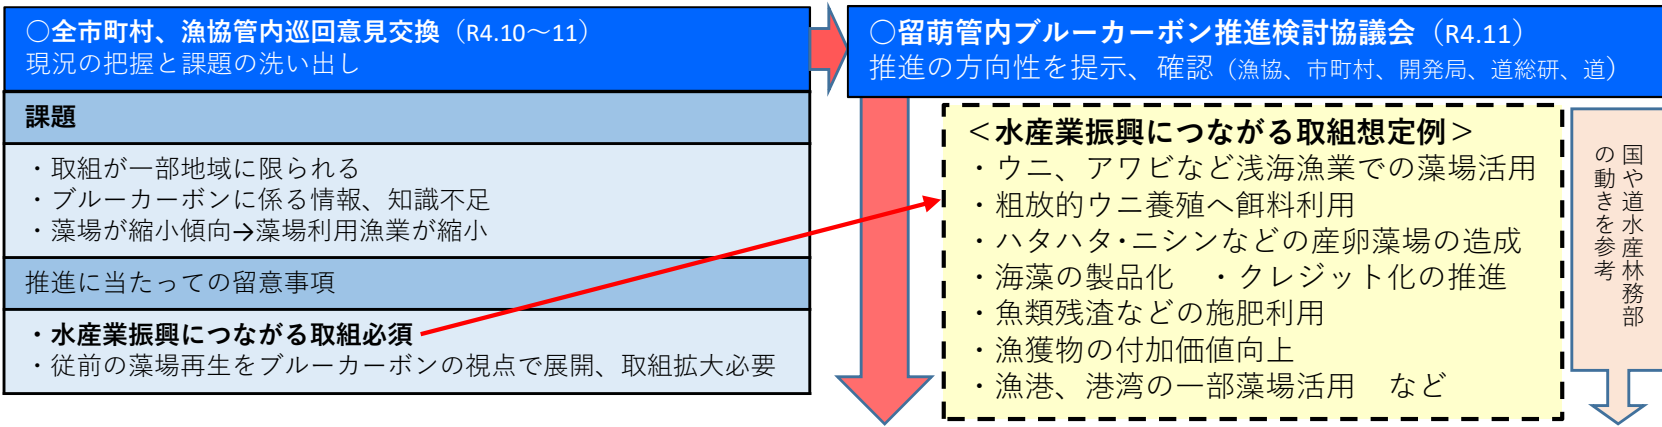 ○全市町村、漁協管内巡回意見交換（R4.10～11）
現況の把握と課題の洗い出し
課題
・取組が一部地域に限られる
・ブルーカーボンに係る情報、知識不足
・藻場が縮小傾向→藻場利用漁業が縮小
推進に当たっての留意事項
・水産業振興につながる取組必須
・従前の藻場再生をブルーカーボンの視点で展開、取組拡大必要
○留萌管内ブルーカーボン推進検討協議会（R4.11）
推進の方向性を提示、確認（漁協、市町村、開発局、道総研、道）
＜水産業振興につながる取組想定例＞
・ウニ、アワビなど浅海漁業での藻場活用
・粗放的ウニ養殖へ餌料利用
・ハタハタ・ニシンなどの産卵藻場の造成
・海藻の製品化　・クレジット化の推進
・魚類残渣などの施肥利用
・漁獲物の付加価値向上
・漁港、港湾の一部藻場活用　など
国や道水産林務部
の動きを参考